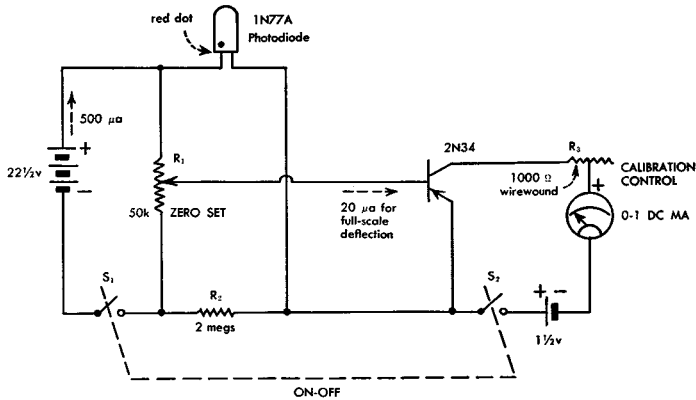 red dot
1N77A
Photodiode
500 μa
+
22½v
−
R₁
50k
ZERO SET
20 μa for
full-scale
deflection
2N34
R₃
1000 Ω
wirewound
CALIBRATION
CONTROL
+
0-1 DC MA
S₁
R₂
2 megs
S₂
+ −
1½v
ON-OFF